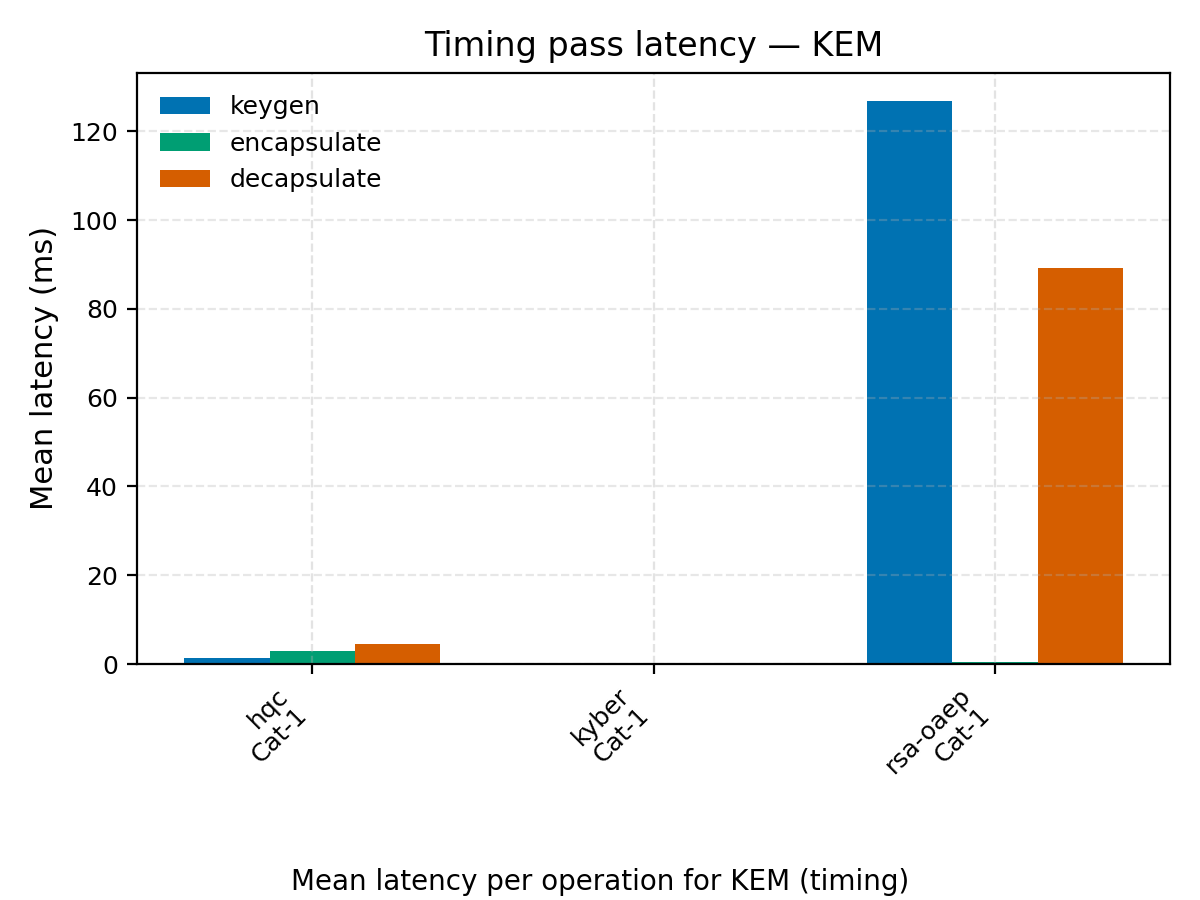 Timing pass latency — KEM
keygen
encapsulate
decapsulate
Mean latency (ms)
120
100
80
60
40
20
0
hqc
Cat-1
kyber
Cat-1
rsa-oaep
Cat-1
Mean latency per operation for KEM (timing)